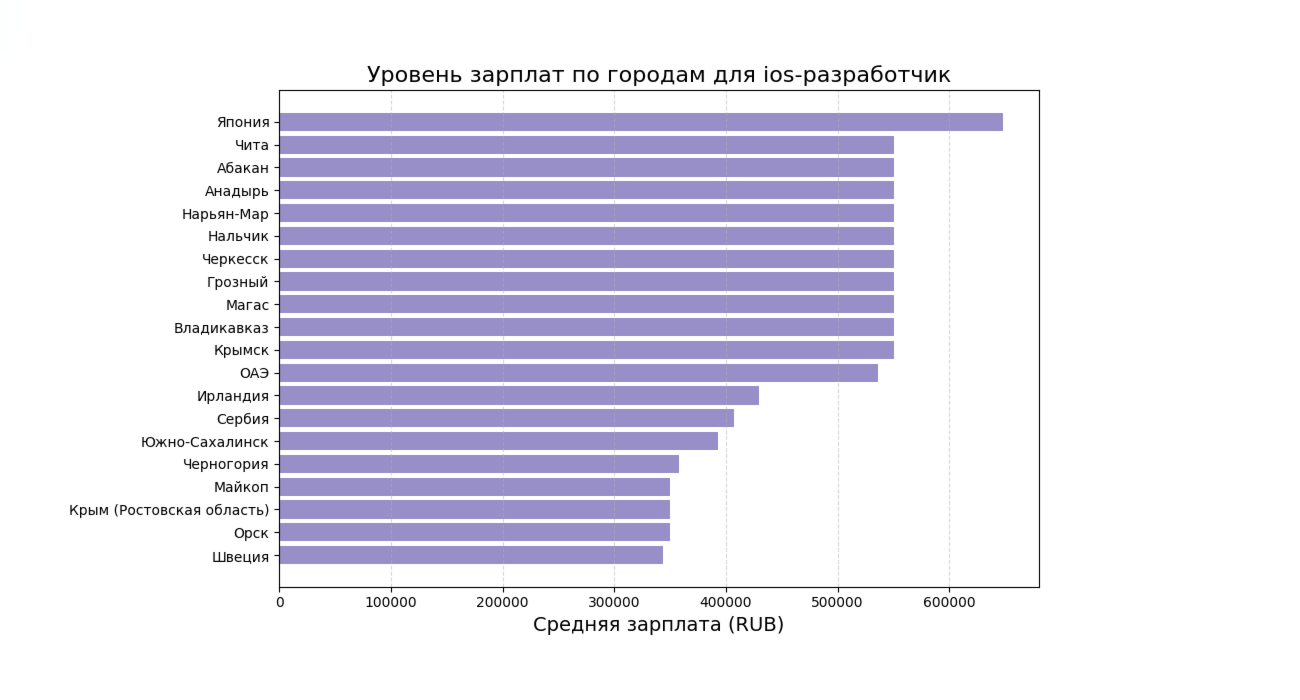 Уровень зарплат по городам для ios-разработчик
Япония
Чита
Абакан
Анадырь
Нарьян-Мар
Нальчик
Черкесск
Грозный
Магас
Владикавказ
Крымск
ОАЭ
Ирландия
Сербия
Южно-Сахалинск
Черногория
Майкоп
Крым (Ростовская область)
Орск
Швеция
0 100000 200000 300000 400000 500000 600000
Средняя зарплата (RUB)